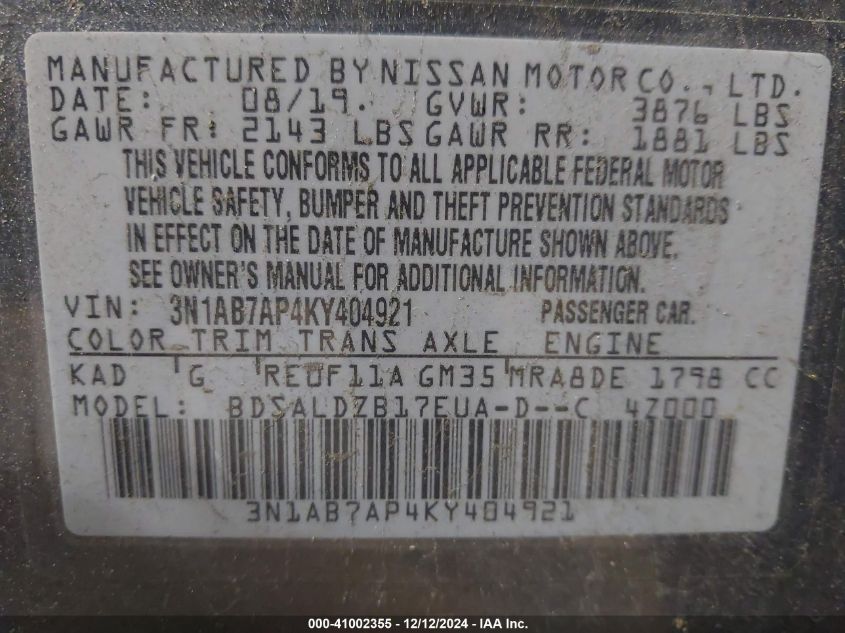 MANUFACTURED BY NISSAN MOTOR CO., LTD.
DATE: 08/19. GVWR: 3876 LBS
GAWR FR: 2143 LBS GAWR RR: 1881 LBS
THIS VEHICLE CONFORMS TO ALL APPLICABLE FEDERAL MOTOR
VEHICLE SAFETY, BUMPER AND THEFT PREVENTION STANDARDS
IN EFFECT ON THE DATE OF MANUFACTURE SHOWN ABOVE.
SEE OWNER'S MANUAL FOR ADDITIONAL INFORMATION.
VIN: 3N1AB7AP4KY404921 PASSENGER CAR.
COLOR TRIM TRANS AXLE ENGINE
KAD G RE0F11A GM35 MRA8DE 1798 CC
MODEL: BDSALDZB17EUA-D--C 4Z000
3N1AB7AP4KY404921
000-41002355 - 12/12/2024 - IAA Inc.